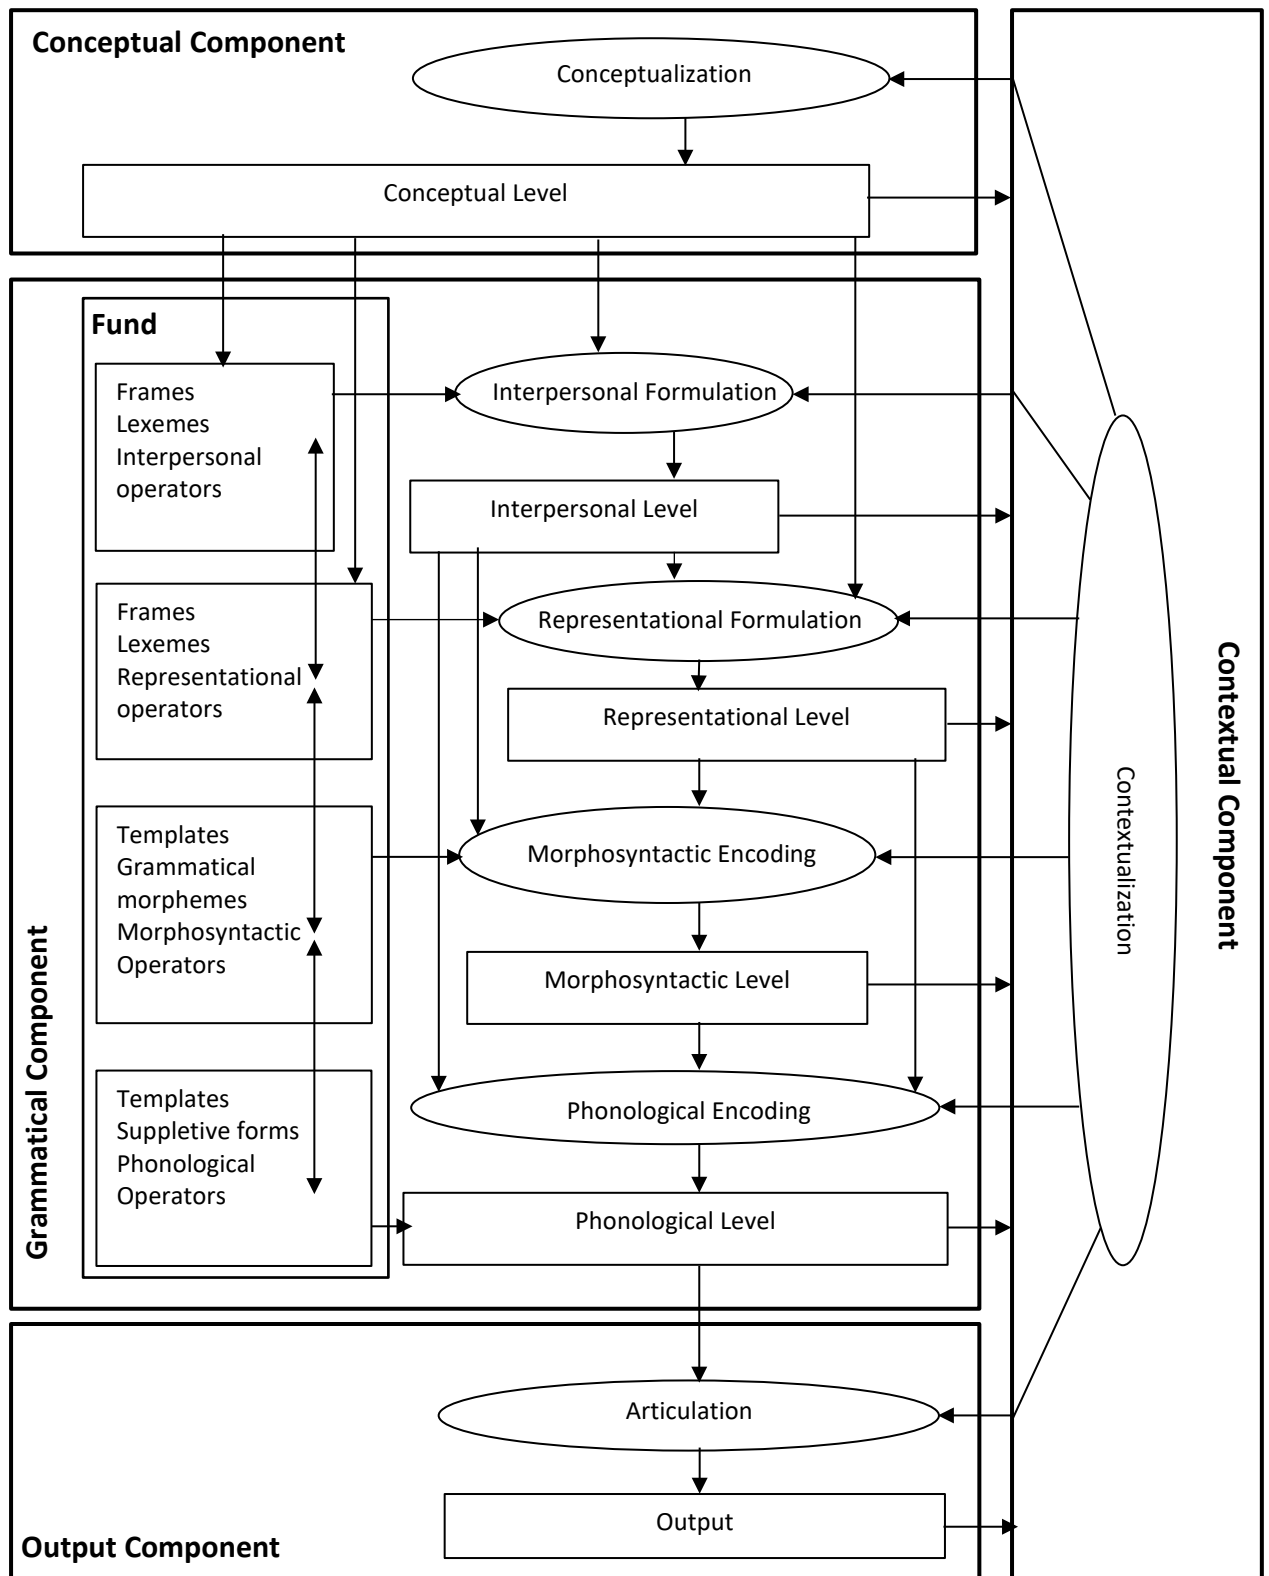 Conceptual Component
Conceptualization
Conceptual Level
Fund
Frames
Lexemes
Interpersonal
operators
Interpersonal Formulation
Interpersonal Level
Frames
Lexemes
Representational
operators
Representational Formulation
Representational Level
Templates
Grammatical
morphemes
Morphosyntactic
Operators
Morphosyntactic Encoding
Morphosyntactic Level
Templates
Suppletive forms
Phonological
Operators
Phonological Encoding
Phonological Level
Grammatical Component
Articulation
Output
Output Component
Contextualization
Contextual Component